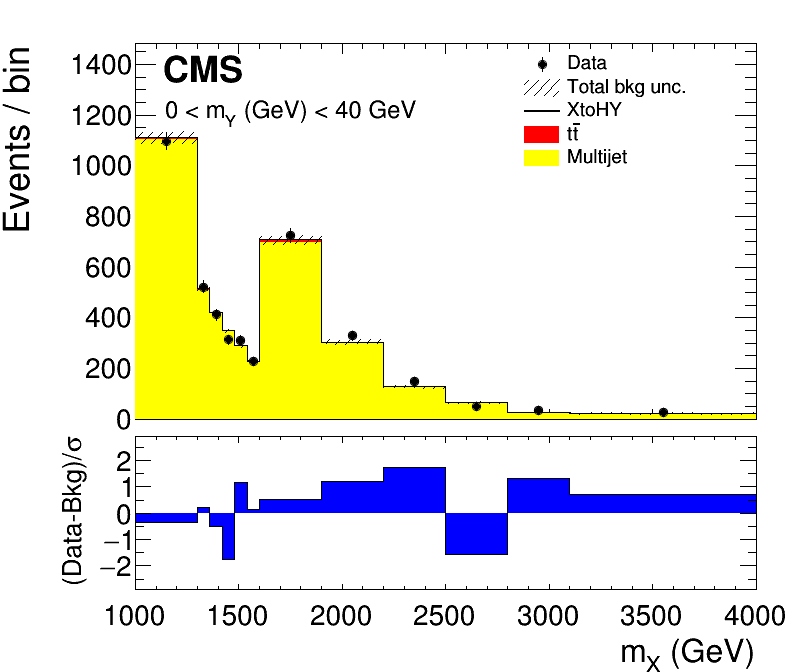 Events / bin
1400
1200
1000
800
600
400
200
0
CMS
0 < m_Y (GeV) < 40 GeV
Data
Total bkg unc.
XtoHY
tt̄
Multijet
(Data-Bkg)/σ
2
1
0
−1
−2
1000 1500 2000 2500 3000 3500 4000
m_X (GeV)